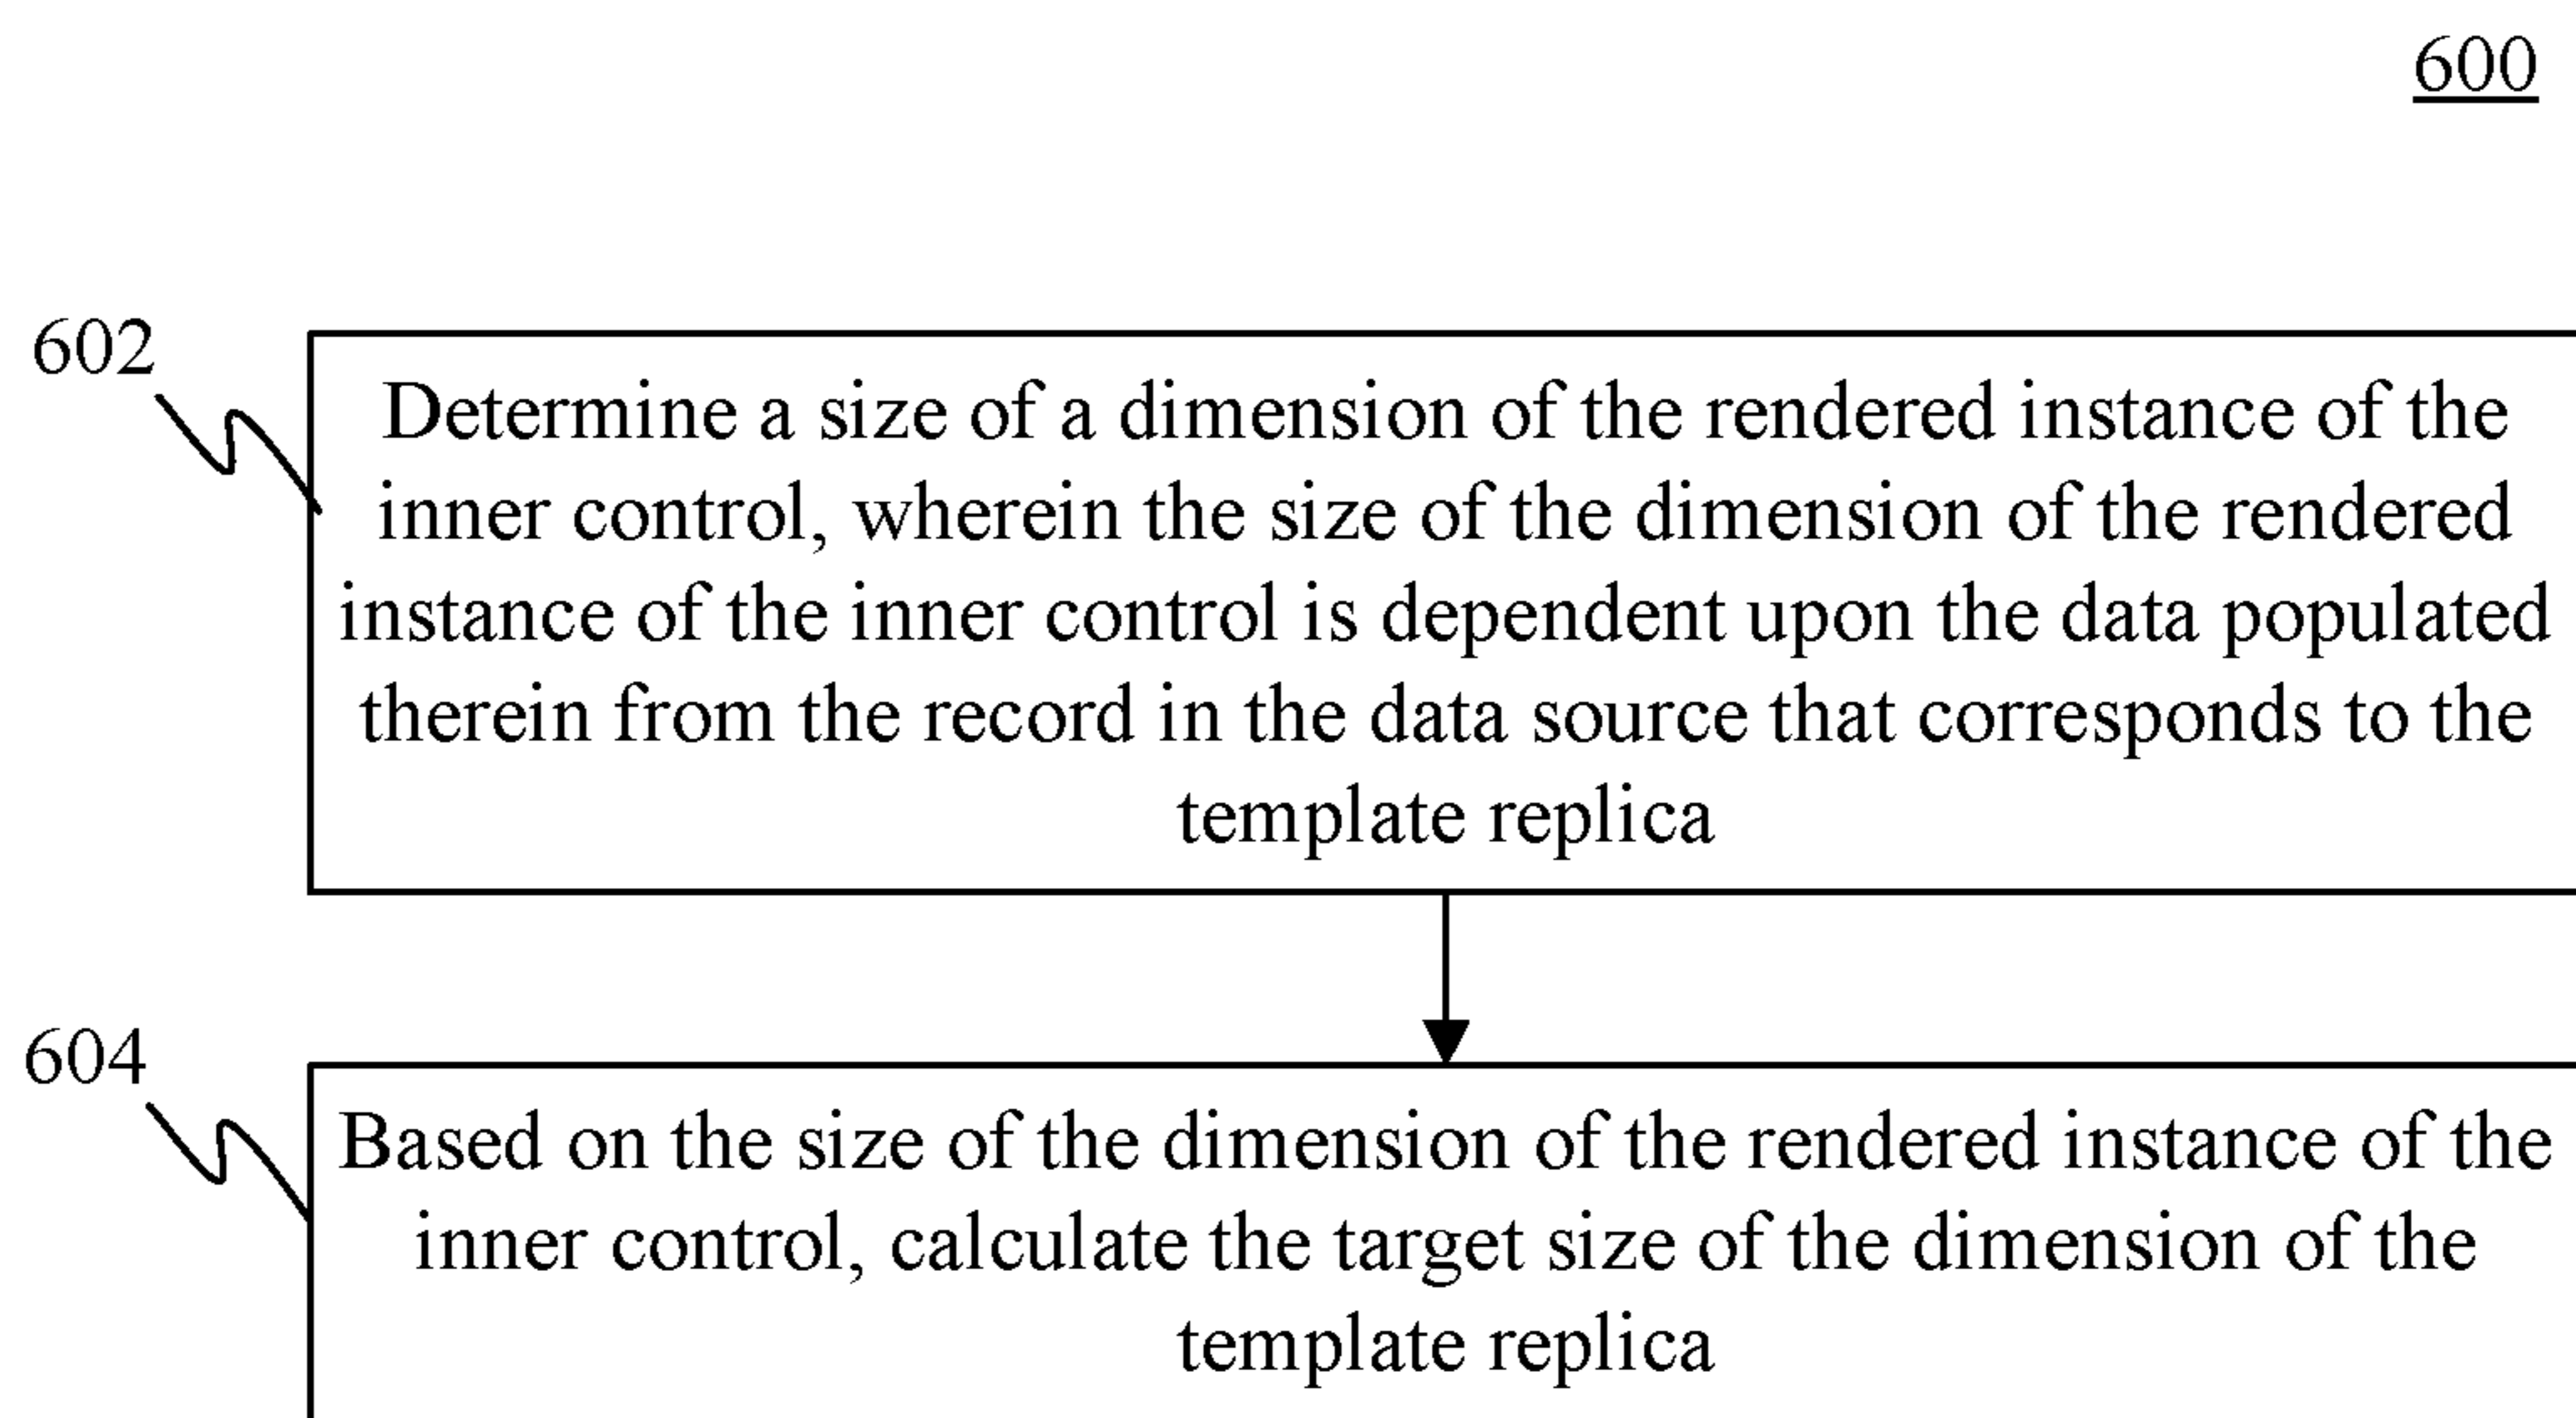 600
602
Determine a size of a dimension of the rendered instance of the
inner control, wherein the size of the dimension of the rendered
instance of the inner control is dependent upon the data populated
therein from the record in the data source that corresponds to the
template replica
604
Based on the size of the dimension of the rendered instance of the
inner control, calculate the target size of the dimension of the
template replica